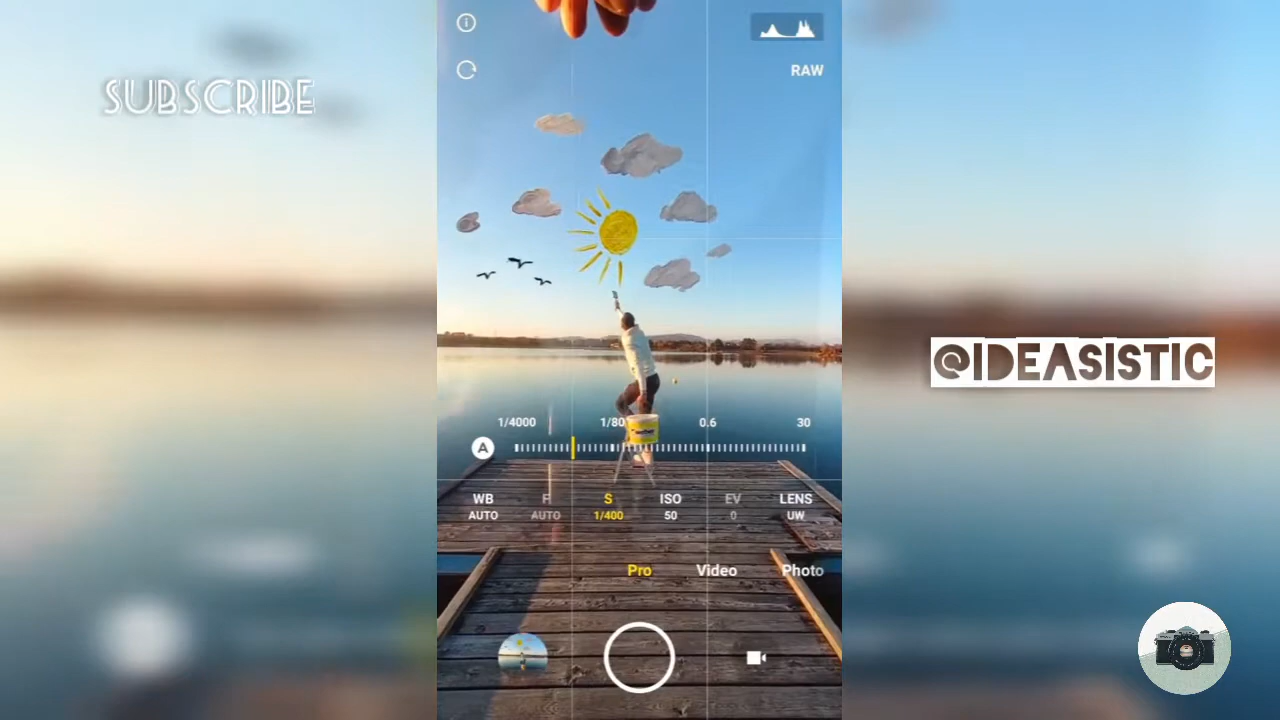 SUBSCRIBE
RAW
@IDEASISTIC
1/4000 1/80 0.6 30
A
WB F S ISO EV LENS
AUTO AUTO 1/400 50 0 UW
Pro Video Photo